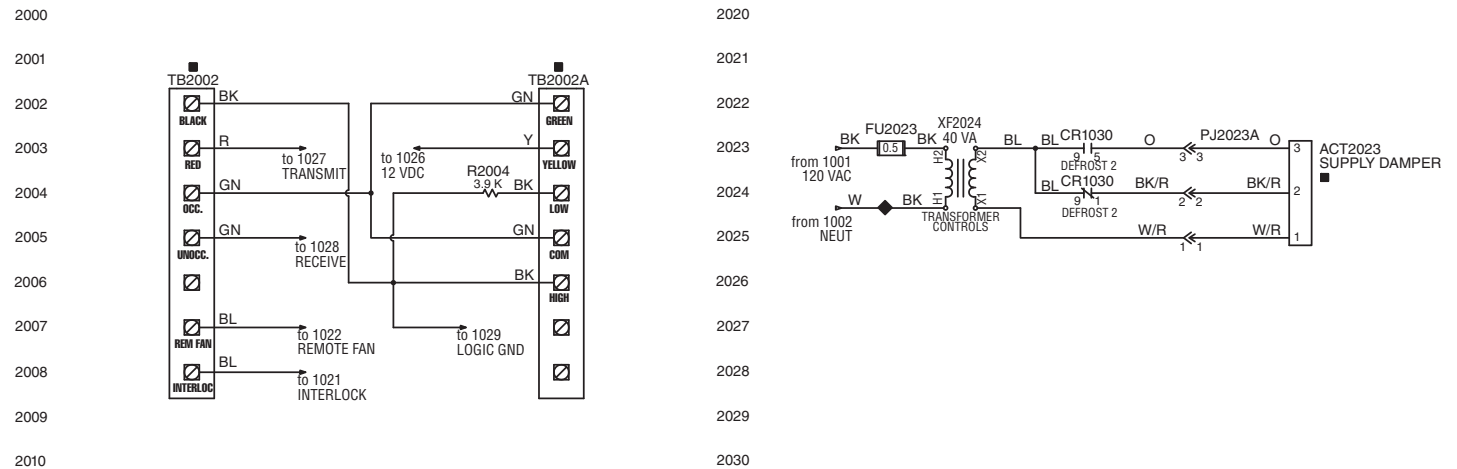 2000
2001
2002
2003
2004
2005
2006
2007
2008
2009
2010
TB2002
BK
BLACK
R
RED
to 1027
TRANSMIT
GN
OCC.
GN
UNOCC.
to 1028
RECEIVE
BL
REM FAN
to 1022
REMOTE FAN
BL
INTERLOC
to 1021
INTERLOCK
TB2002A
GN
GREEN
Y
YELLOW
to 1026
12 VDC
R2004
3.9 K
BK
LOW
GN
COM
BK
HIGH
to 1029
LOGIC GND
2020
2021
2022
2023
2024
2025
2026
2027
2028
2029
2030
BK
FU2023
0.5
BK
from 1001
120 VAC
W
BK
from 1002
NEUT
XF2024
40 VA
H2
X2
H1
X1
TRANSFORMER
CONTROLS
BL
BL
CR1030
9 5
DEFROST 2
O
PJ2023A
O
3 3
3
BL
CR1030
9 1
DEFROST 2
BK/R
BK/R
2 2
2
W/R
W/R
1 1
1
ACT2023
SUPPLY DAMPER